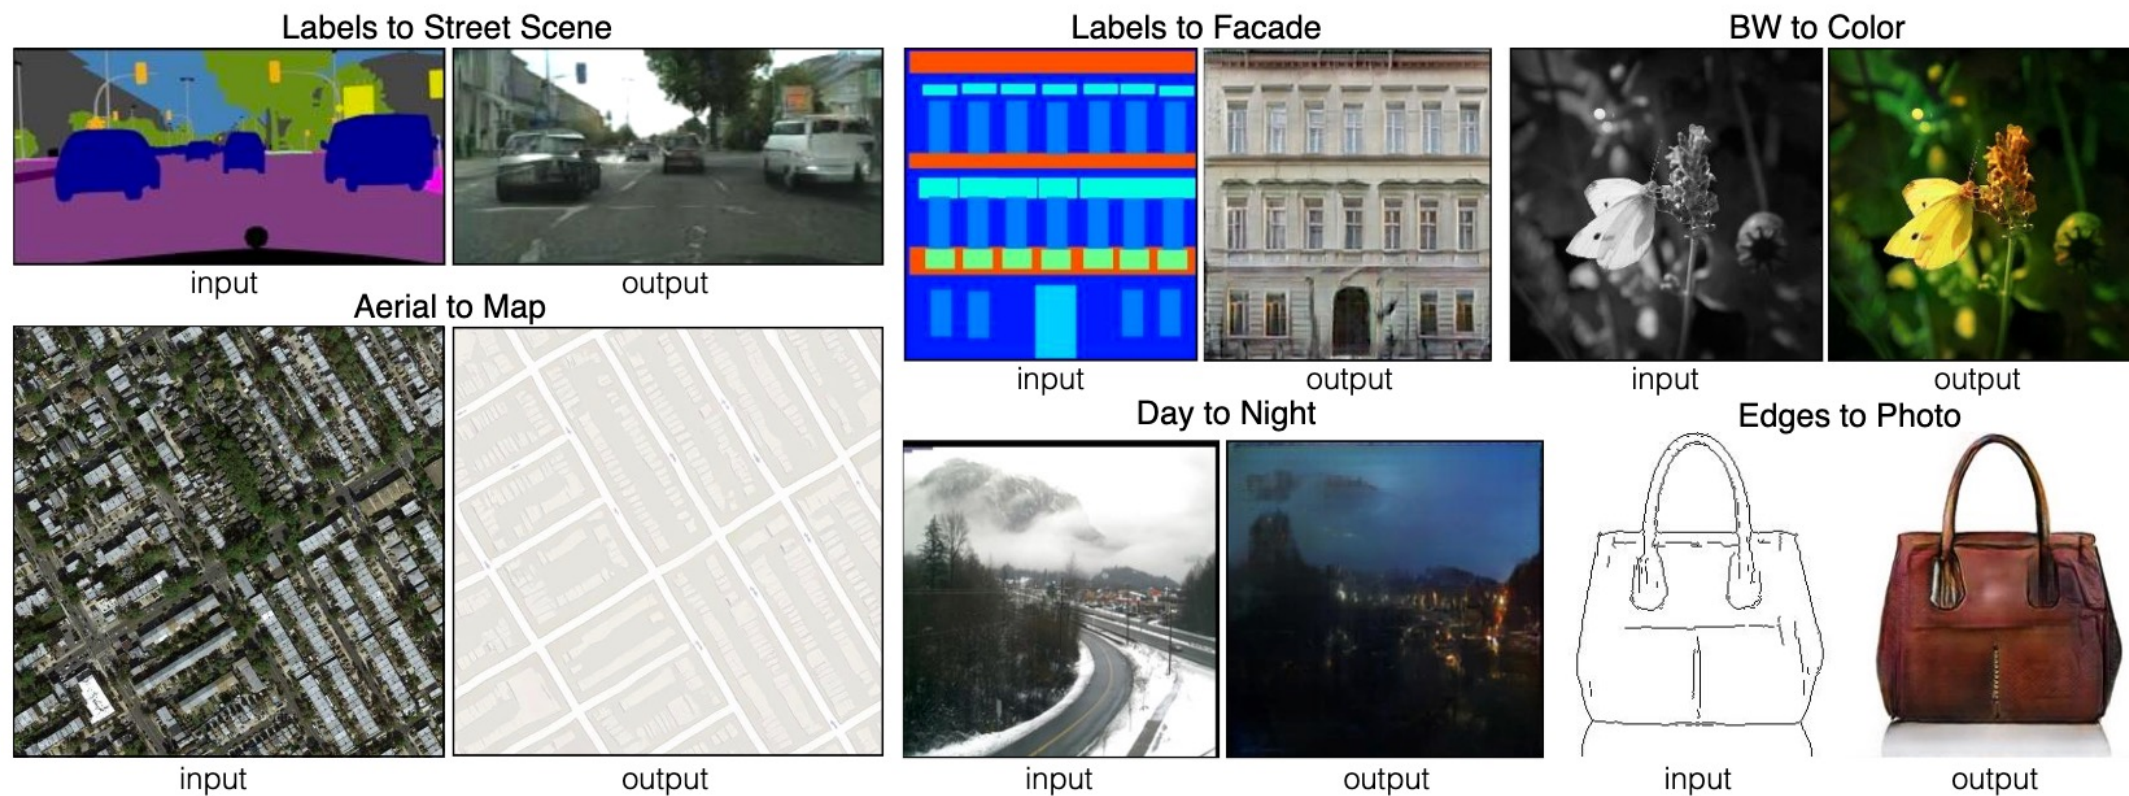 Labels to Street Scene
input
output
Aerial to Map
input
output
Labels to Facade
input
output
BW to Color
input
output
Day to Night
input
output
Edges to Photo
input
output